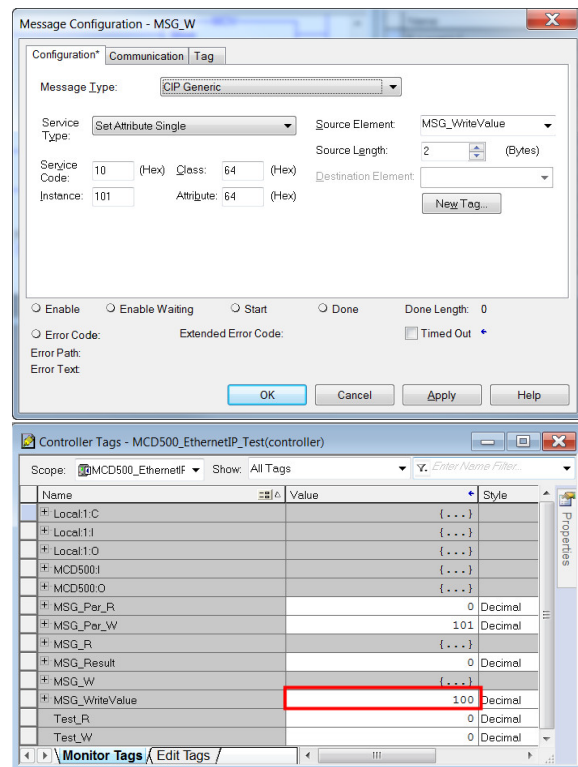 Message Configuration - MSG_W
Configuration* Communication Tag
Message Type: CIP Generic
Service Type: Set Attribute Single
Source Element: MSG_WriteValue
Source Length: 2 (Bytes)
Service Code: 10 (Hex) Class: 64 (Hex)
Destination Element:
Instance: 101 Attribute: 64 (Hex)
New Tag...
Enable Enable Waiting Start Done Done Length: 0
Error Code: Extended Error Code: Timed Out
Error Path:
Error Text:
OK Cancel Apply Help
Controller Tags - MCD500_EthernetIP_Test(controller)
Scope: MCD500_EthernetIF Show: All Tags Enter Name Filter...
Name Value Style
Local:1:C {...}
Local:1:I {...}
Local:1:O {...}
MCD500:I {...}
MCD500:O {...}
MSG_Par_R 0 Decimal
MSG_Par_W 101 Decimal
MSG_R {...}
MSG_Result 0 Decimal
MSG_W {...}
MSG_WriteValue 100 Decimal
Test_R 0 Decimal
Test_W 0 Decimal
Monitor Tags Edit Tags
Properties